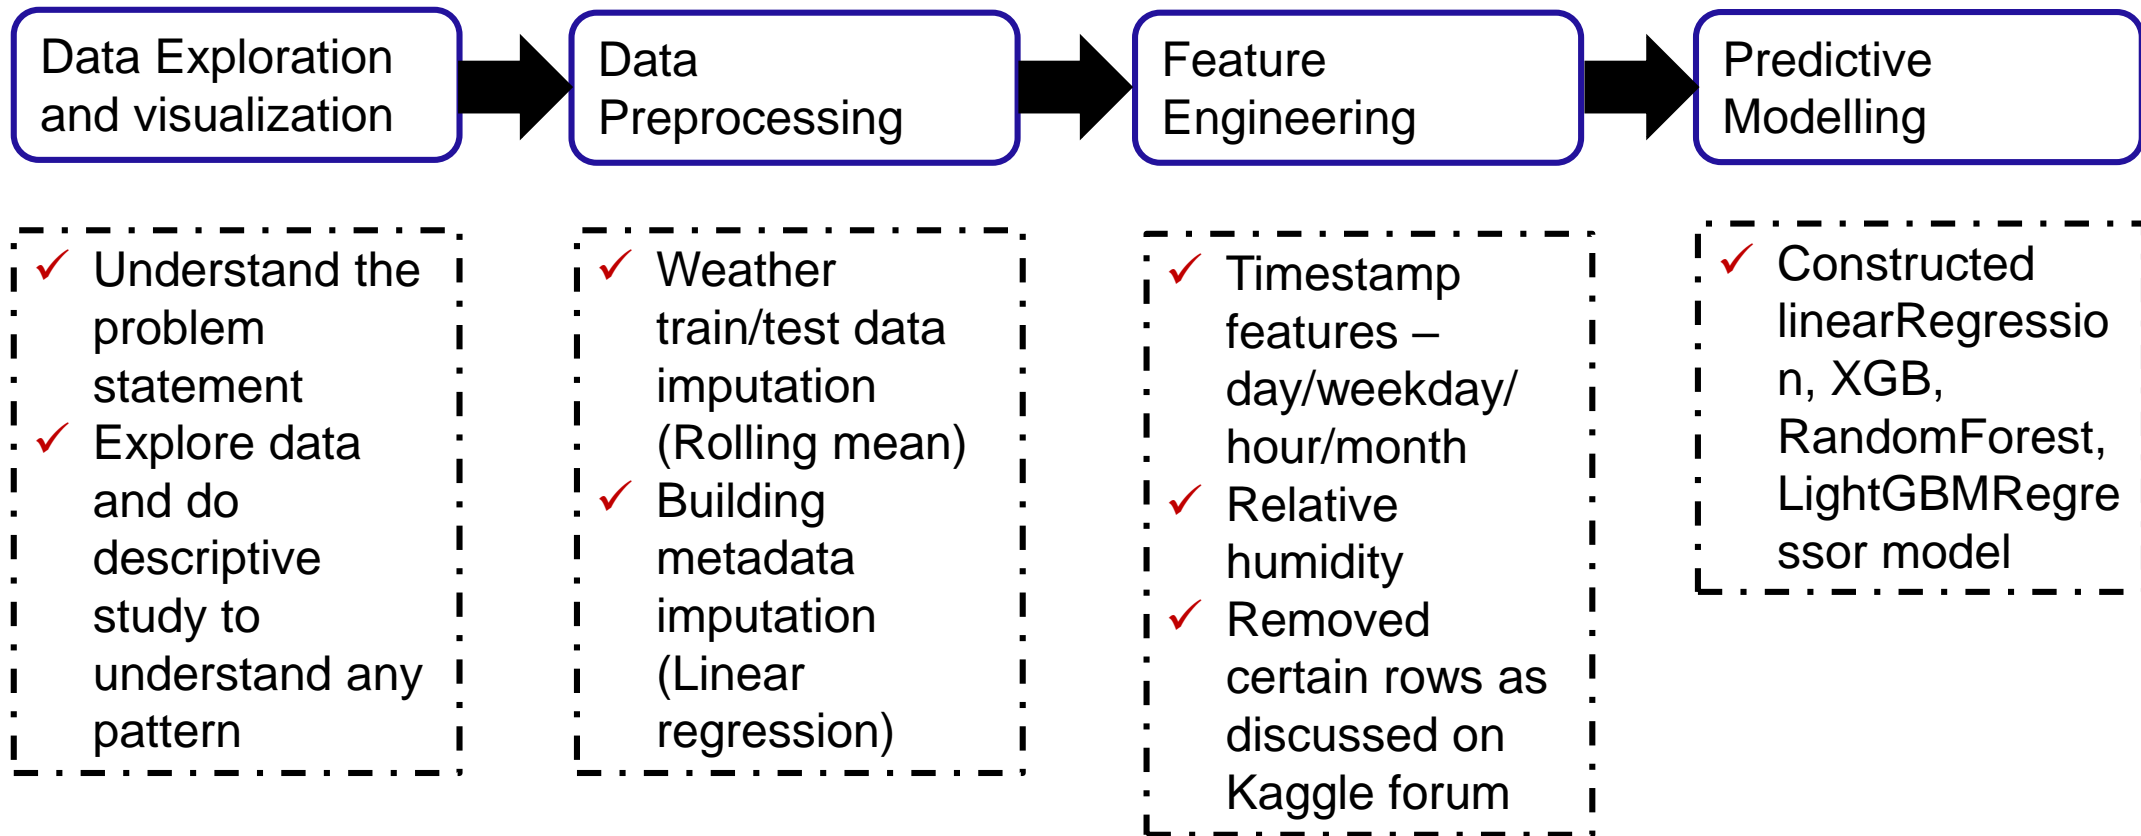 Data Exploration
and visualization
Data
Preprocessing
Feature
Engineering
Predictive
Modelling
✓ Understand the
problem
statement
✓ Explore data
and do
descriptive
study to
understand any
pattern
✓ Weather
train/test data
imputation
(Rolling mean)
✓ Building
metadata
imputation
(Linear
regression)
✓ Timestamp
features –
day/weekday/
hour/month
✓ Relative
humidity
✓ Removed
certain rows as
discussed on
Kaggle forum
✓ Constructed
linearRegressio
n, XGB,
RandomForest,
LightGBMRegre
ssor model